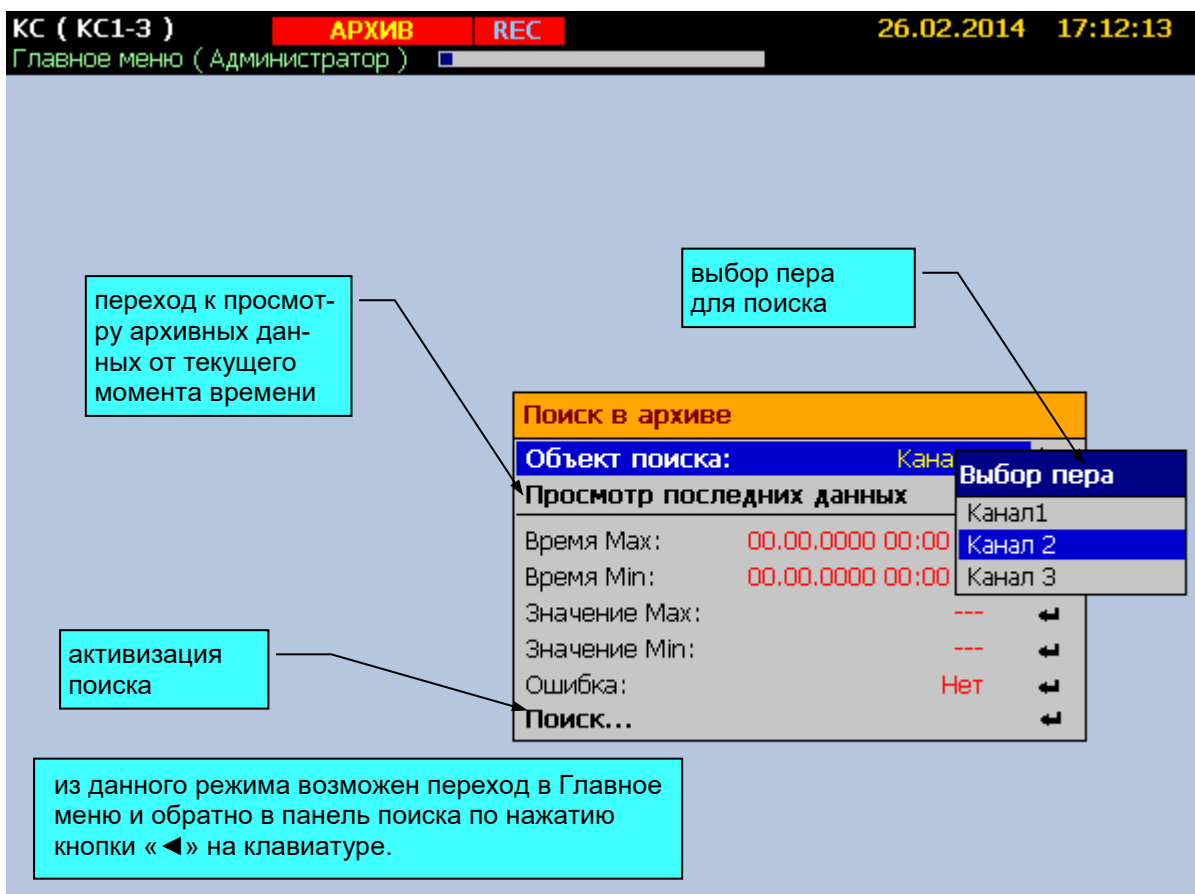 КС ( КС1-3 ) АРХИВ REC 26.02.2014 17:12:13
Главное меню ( Администратор )
выбор пера
для поиска
переход к просмот-
ру архивных дан-
ных от текущего
момента времени
Поиск в архиве
Объект поиска: Кана
Выбор пера
Просмотр последних данных
Канал1
Время Max: 00.00.0000 00:00
Канал 2
Время Min: 00.00.0000 00:00
Канал 3
Значение Max: ---
Значение Min: ---
Ошибка: Нет
Поиск...
активизация
поиска
из данного режима возможен переход в Главное
меню и обратно в панель поиска по нажатию
кнопки «◄» на клавиатуре.